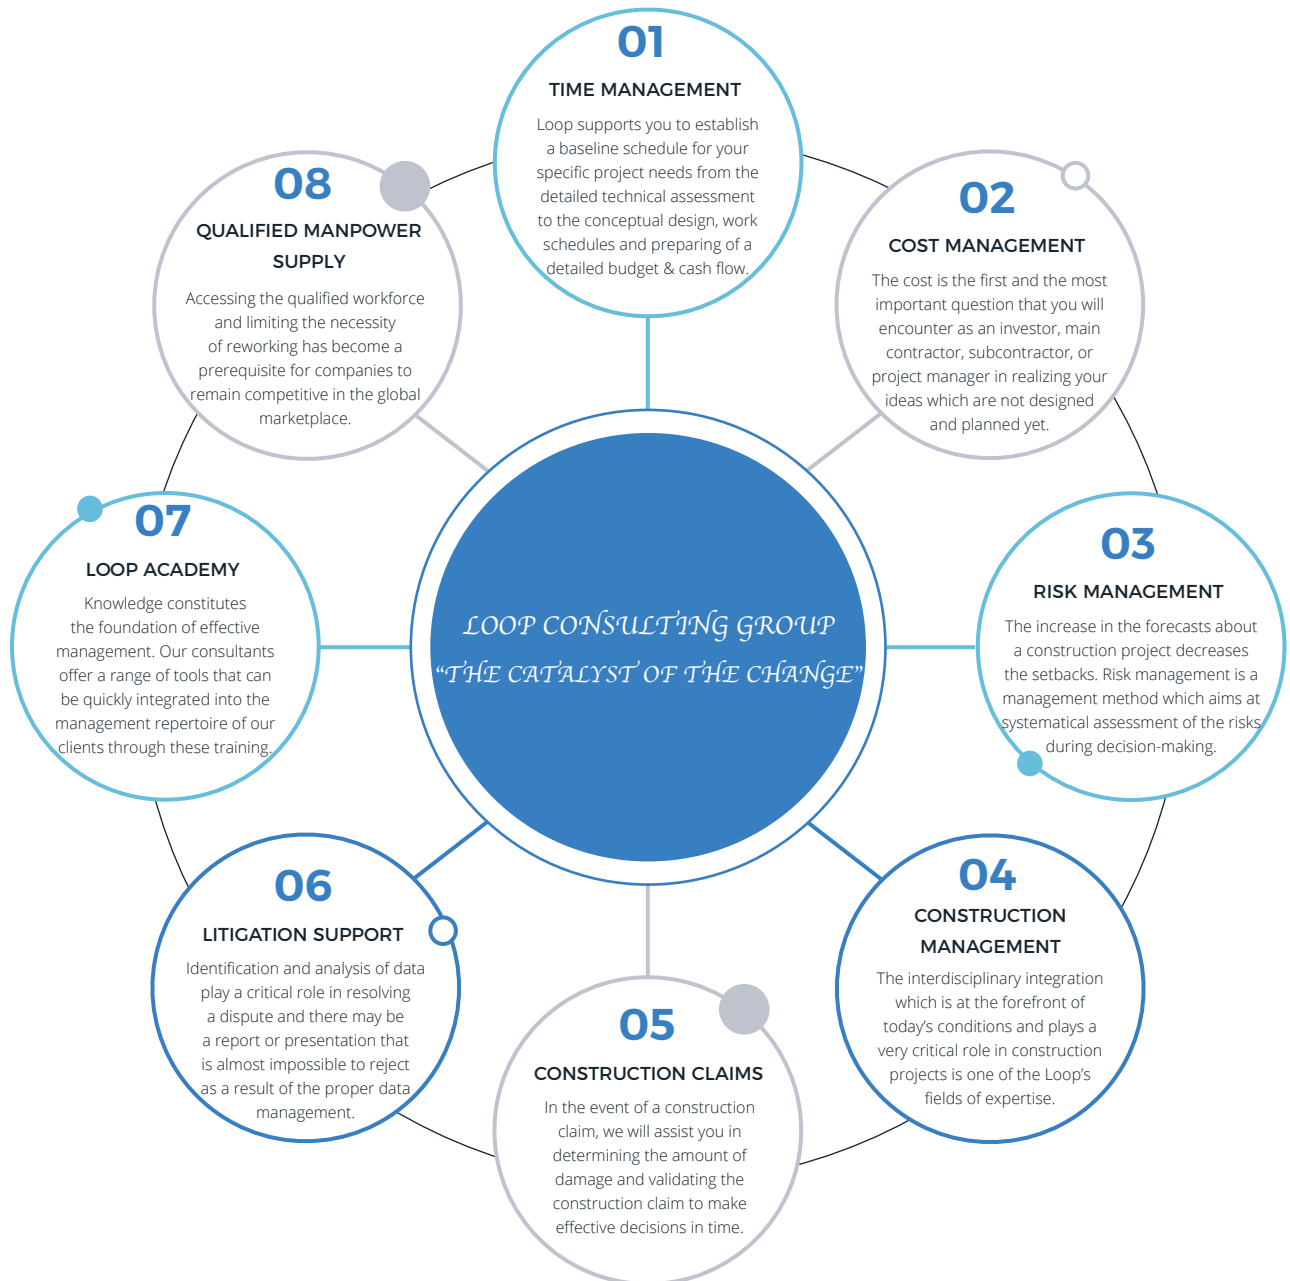 01
TIME MANAGEMENT
Loop supports you to establish
a baseline schedule for your
specific project needs from the
detailed technical assessment
to the conceptual design, work
schedules and preparing of a
detailed budget & cash flow.
02
COST MANAGEMENT
The cost is the first and the most
important question that you will
encounter as an investor, main
contractor, subcontractor, or
project manager in realizing your
ideas which are not designed
and planned yet.
03
RISK MANAGEMENT
The increase in the forecasts about
a construction project decreases
the setbacks. Risk management is a
management method which aims at
systematical assessment of the risks
during decision-making.
04
CONSTRUCTION
MANAGEMENT
The interdisciplinary integration
which is at the forefront of
today's conditions and plays a
very critical role in construction
projects is one of the Loop's
fields of expertise.
05
CONSTRUCTION CLAIMS
In the event of a construction
claim, we will assist you in
determining the amount of
damage and validating the
construction claim to make
effective decisions in time.
06
LITIGATION SUPPORT
Identification and analysis of data
play a critical role in resolving
a dispute and there may be
a report or presentation that
is almost impossible to reject
as a result of the proper data
management.
07
LOOP ACADEMY
Knowledge constitutes
the foundation of effective
management. Our consultants
offer a range of tools that can
be quickly integrated into the
management repertoire of our
clients through these training.
08
QUALIFIED MANPOWER
SUPPLY
Accessing the qualified workforce
and limiting the necessity
of reworking has become a
prerequisite for companies to
remain competitive in the global
marketplace.
LOOP CONSULTING GROUP
“THE CATALYST OF THE CHANGE”